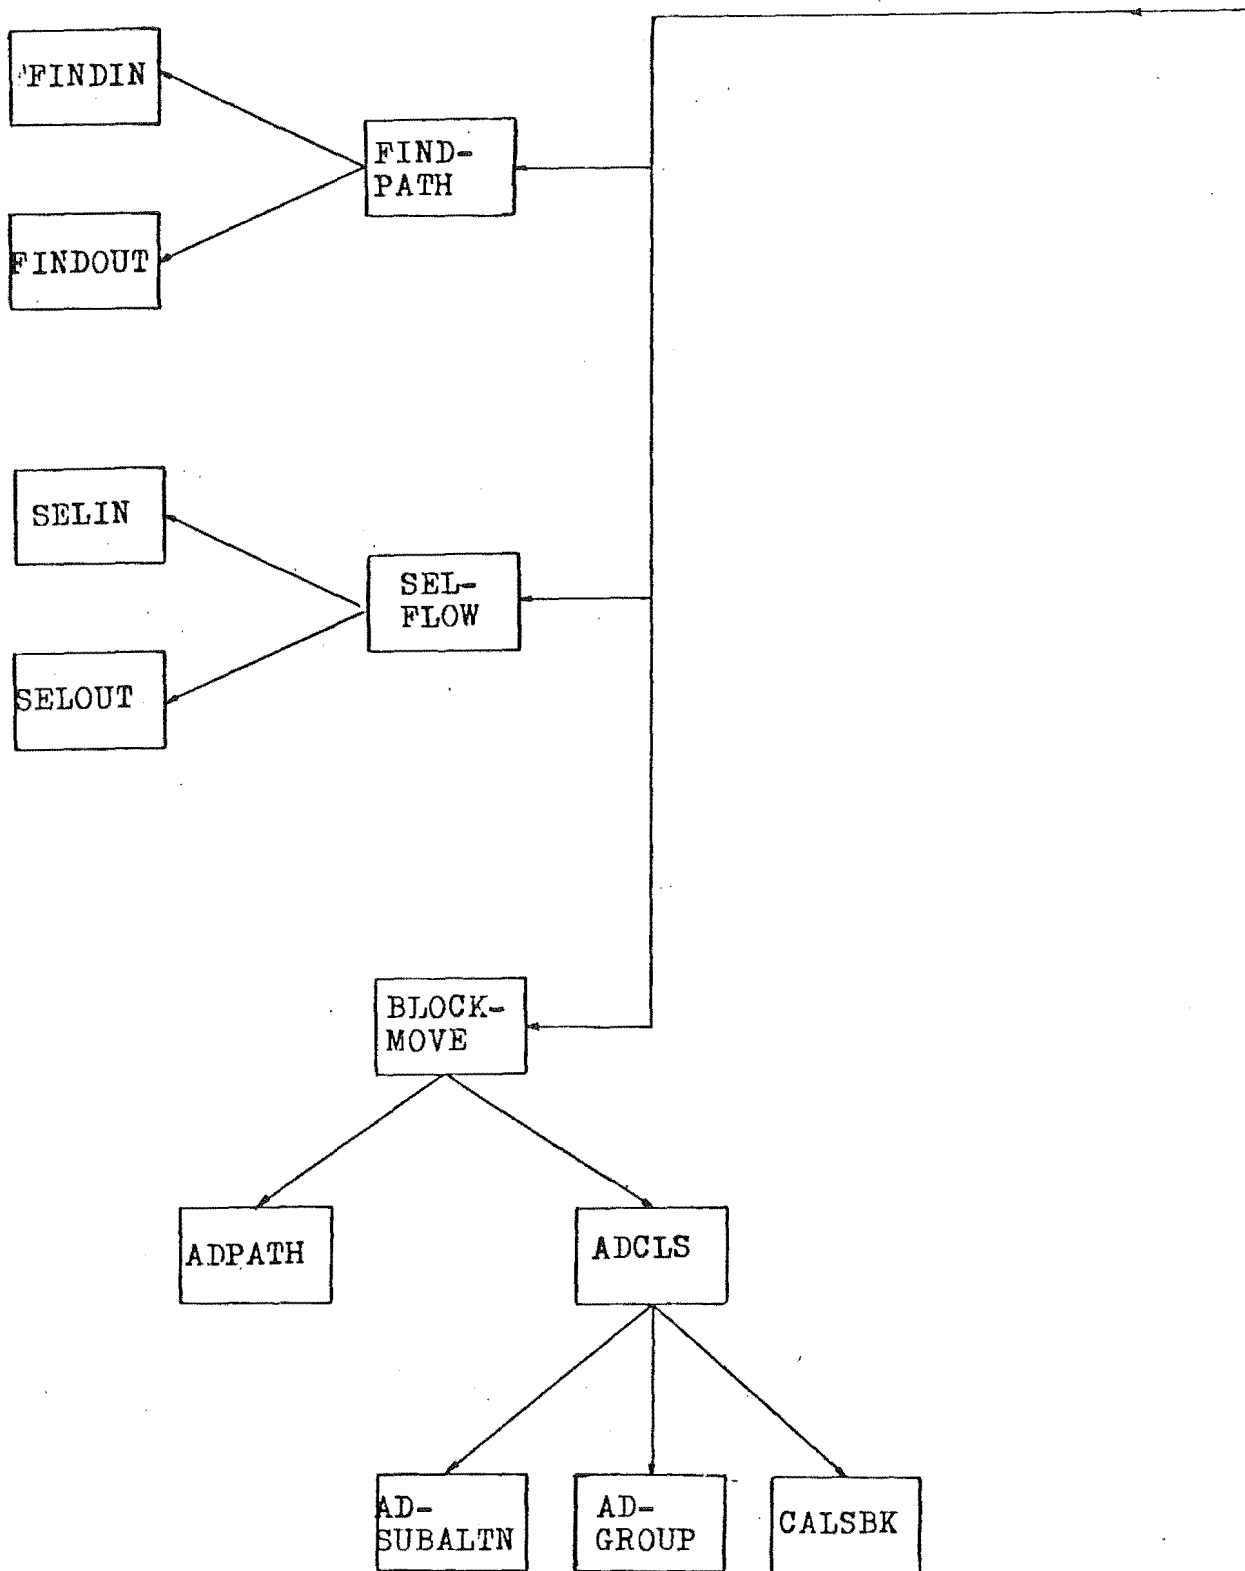 FINDIN
FIND-
PATH
FINDOUT
SELIN
SEL-
FLOW
SELOUT
BLOCK-
MOVE
ADPATH
ADCLS
AD-
SUBALTN
AD-
GROUP
CALSBK